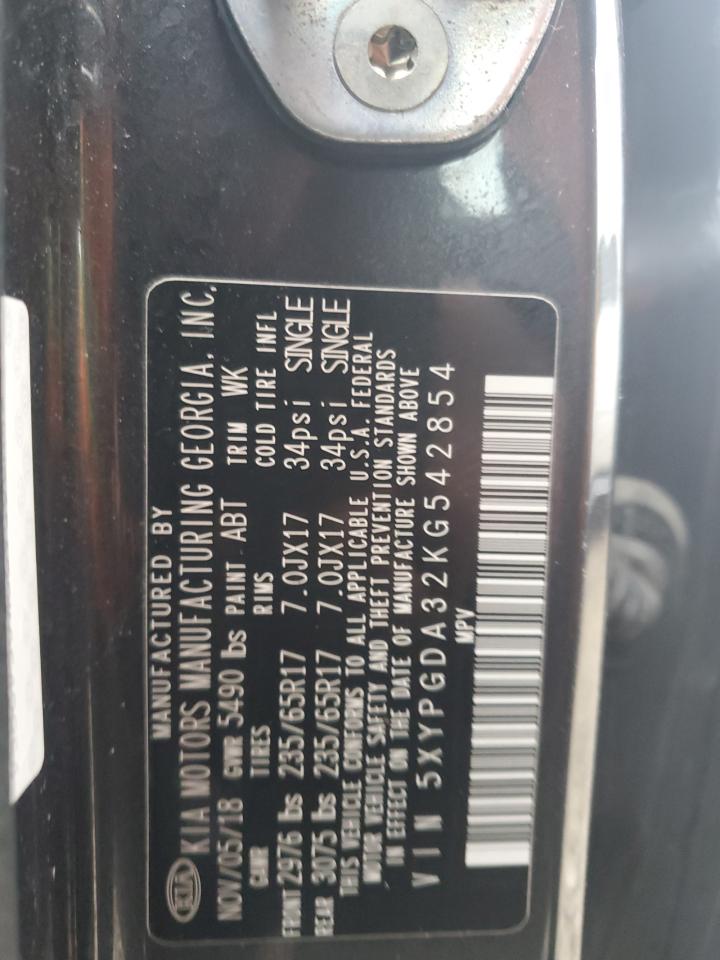 MANUFACTURED BY
KIA KIA MOTORS MANUFACTURING GEORGIA, INC.
NOV/05/18 GVWR 5490 lbs PAINT ABT TRIM WK
GAWR TIRES RIMS COLD TIRE INFL
FRONT 2976 lbs 235/65R17 7.0JX17 34psi SINGLE
REAR 3075 lbs 235/65R17 7.0JX17 34psi SINGLE
THIS VEHICLE CONFORMS TO ALL APPLICABLE U.S.A. FEDERAL
MOTOR VEHICLE SAFETY AND THEFT PREVENTION STANDARDS
IN EFFECT ON THE DATE OF MANUFACTURE SHOWN ABOVE
VIN 5XYPGDA32KG542854
MPV